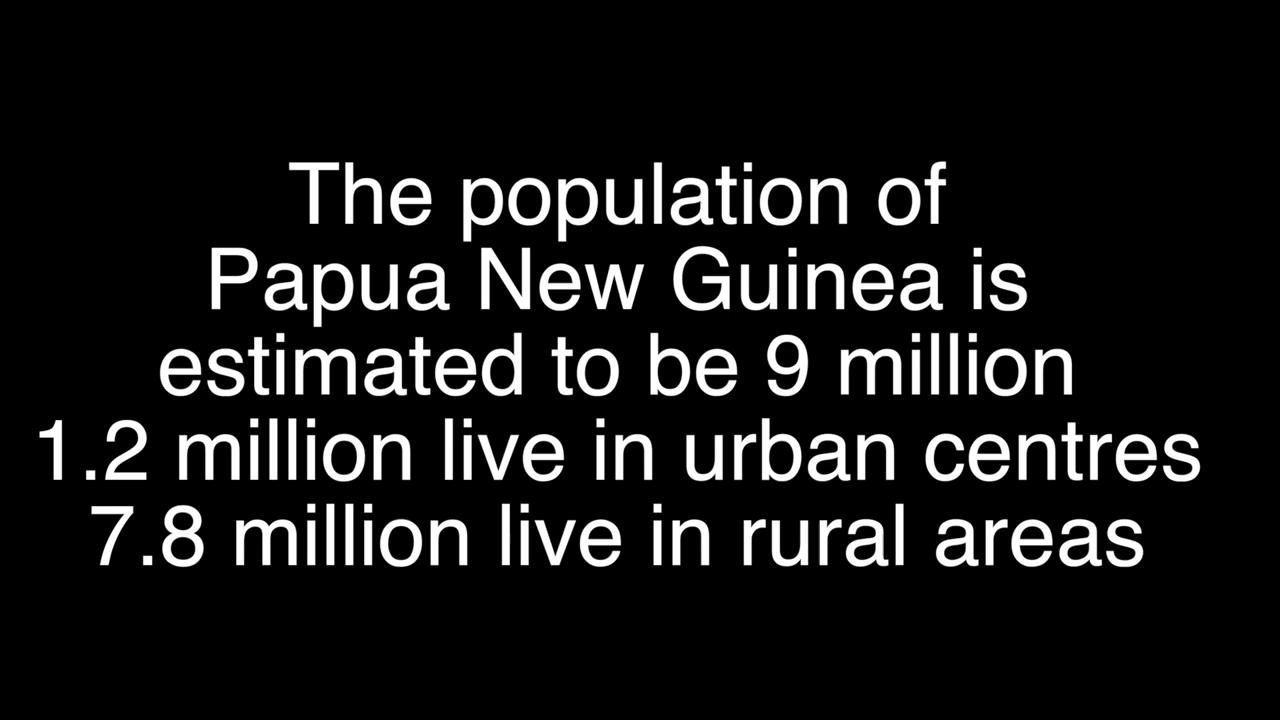 The population of
Papua New Guinea is
estimated to be 9 million
1.2 million live in urban centres
7.8 million live in rural areas